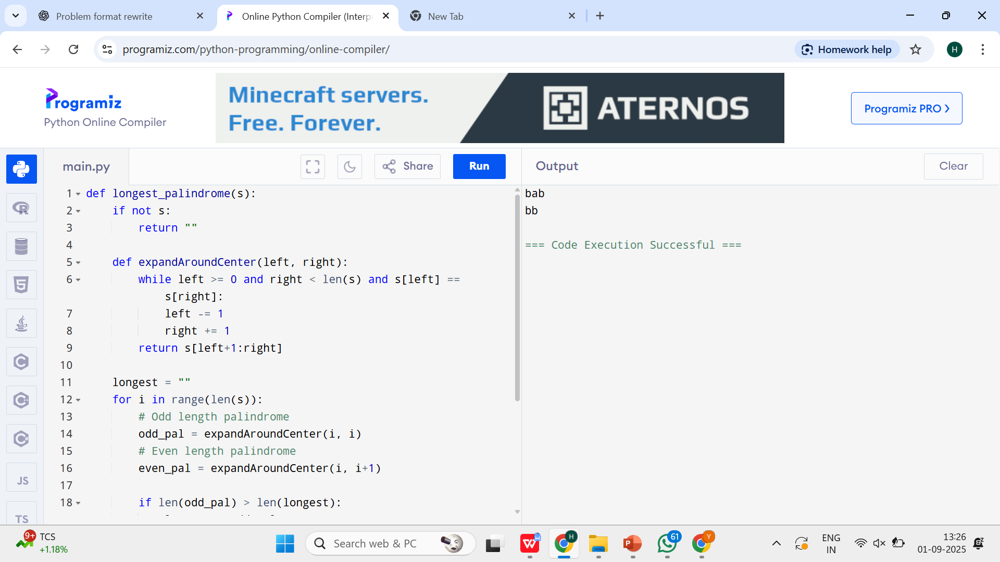 Problem format rewrite
Online Python Compiler (Interp
New Tab
programiz.com/python-programming/online-compiler/
Homework help
H
Programiz
Python Online Compiler
Minecraft servers.
Free. Forever.
ATERNOS
Programiz PRO
main.py
Share
Run
Output
Clear
1 def longest_palindrome(s):
2 if not s:
3 return ""
4
5 def expandAroundCenter(left, right):
6 while left >= 0 and right < len(s) and s[left] ==
s[right]:
7 left -= 1
8 right += 1
9 return s[left+1:right]
10
11 longest = ""
12 for i in range(len(s)):
13 # Odd length palindrome
14 odd_pal = expandAroundCenter(i, i)
15 # Even length palindrome
16 even_pal = expandAroundCenter(i, i+1)
17
18 if len(odd_pal) > len(longest):
bab
bb
=== Code Execution Successful ===
R
5
C
C
C#
JS
TS
9+
TCS
+1.18%
Search web & PC
W
H
P
61
Y
ENG
IN
13:26
01-09-2025